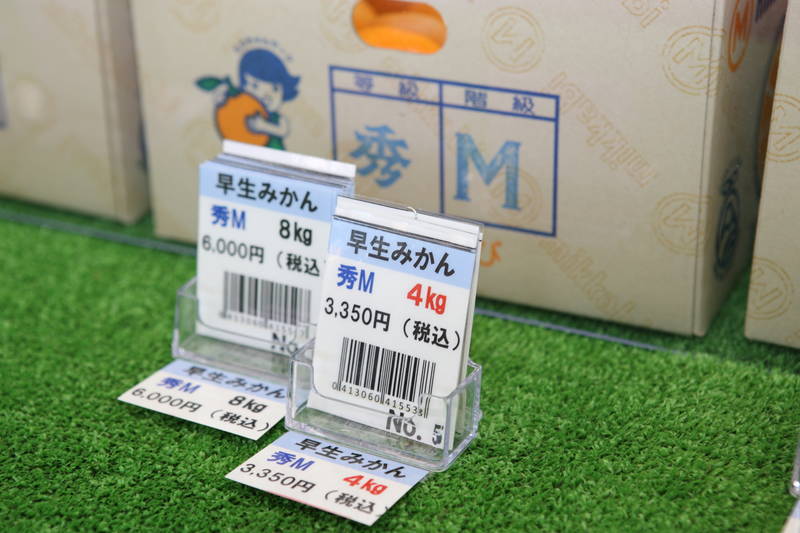 等級
階級
秀
M
早生みかん
秀M 8kg
6,000円 (税込
No.
早生みかん
秀M 4kg
3,350円 (税込)
No. 5
早生みかん
秀M 8kg
6,000円 (税込)
早生みかん
秀M 4kg
3,350円 (税込)